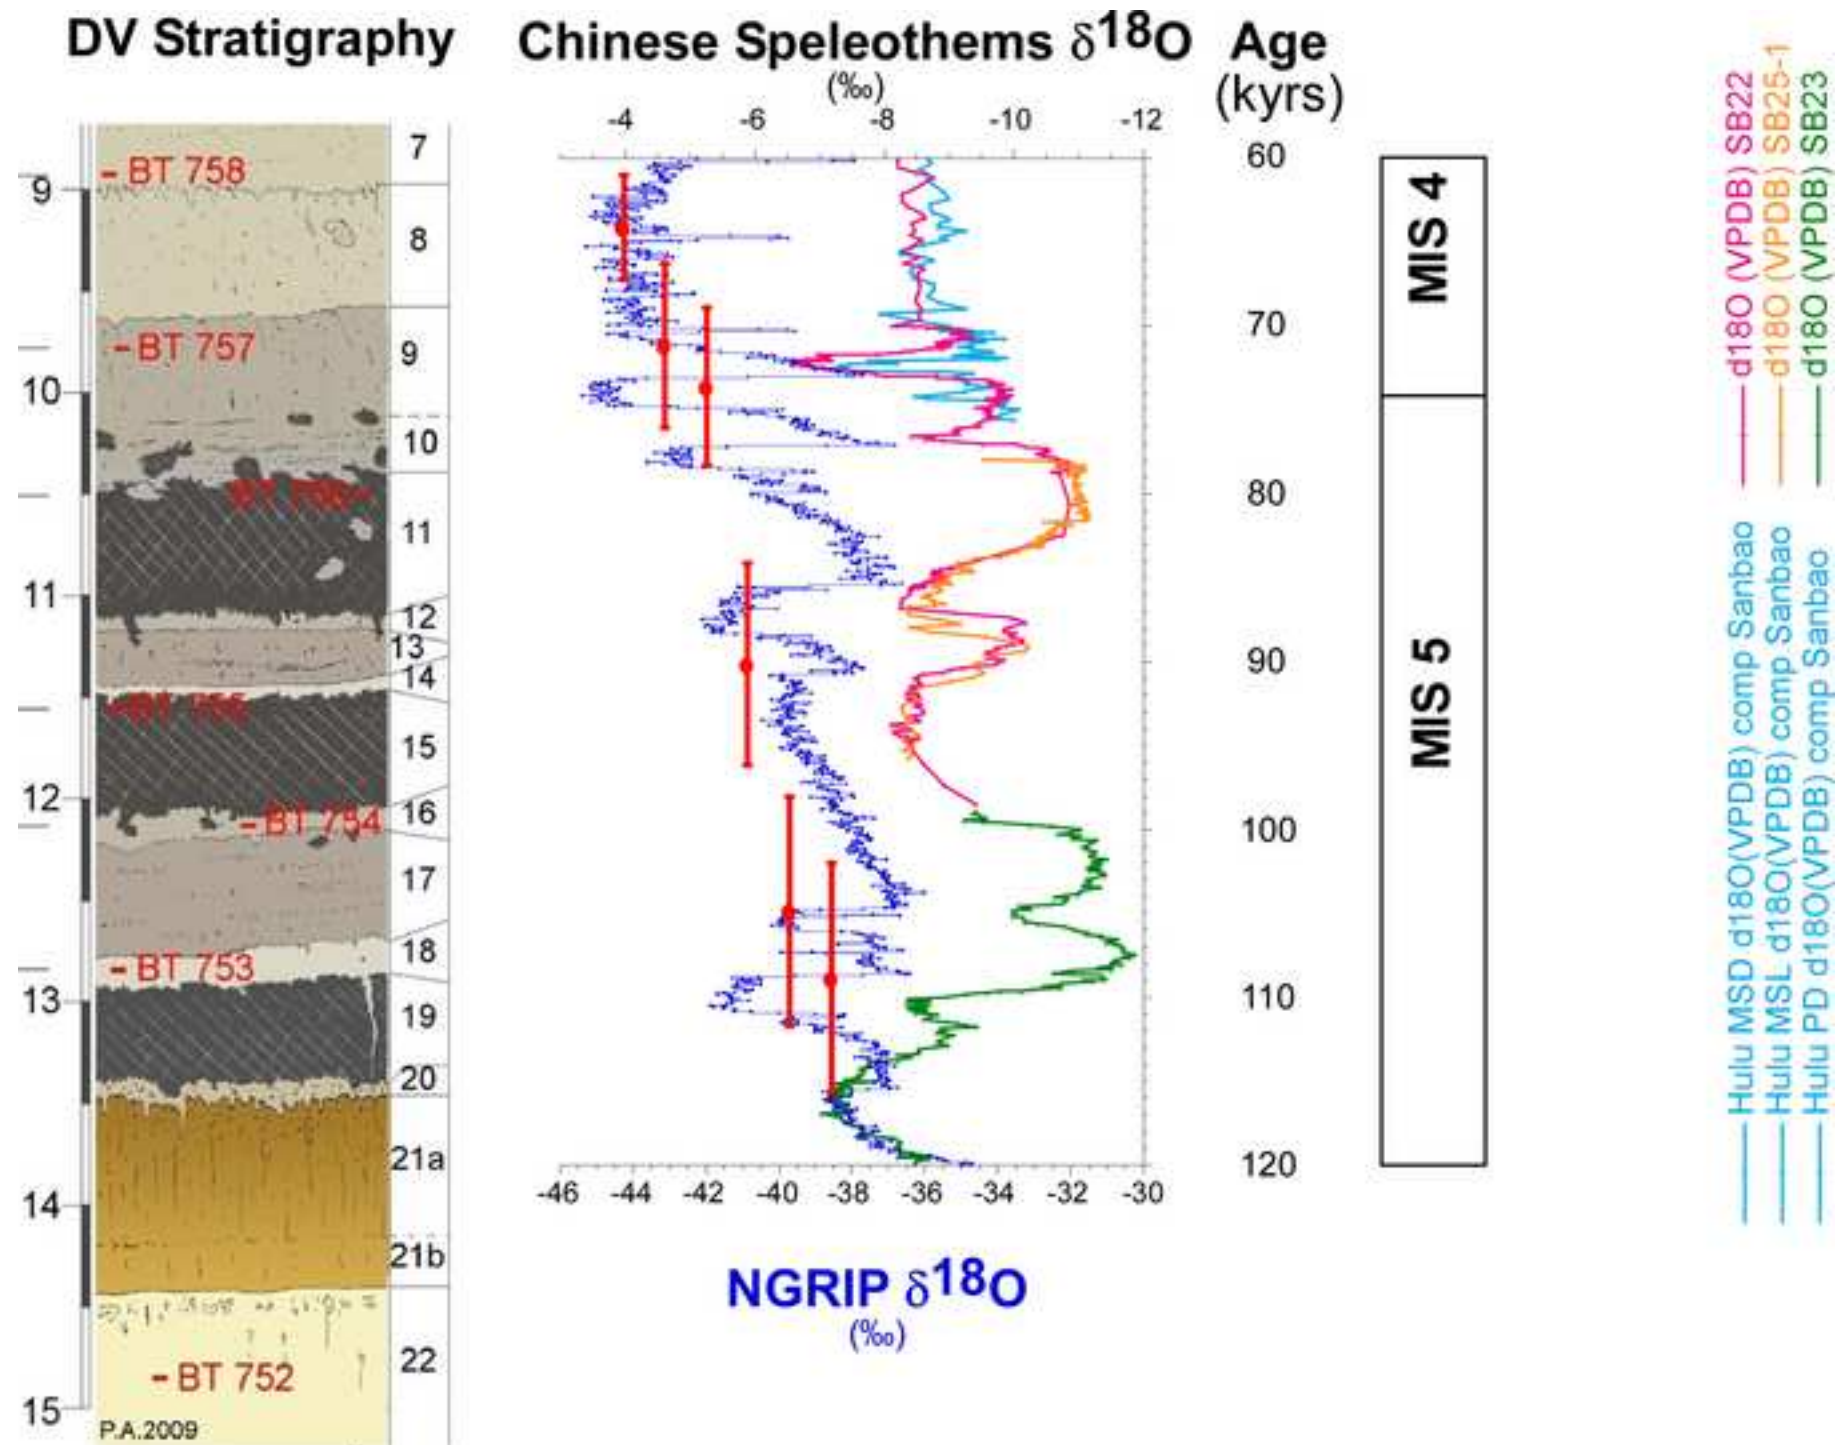 DV Stratigraphy
Chinese Speleothems δ18O
(‰)
Age
(kyrs)
-4 -6 -8 -10 -12
9
10
11
12
13
14
15
- BT 758
- BT 757
- BT 754
- BT 753
- BT 752
P.A.2009
7
8
9
10
11
12
13
14
15
16
17
18
19
20
21a
21b
22
60
70
80
90
100
110
120
MIS 4
MIS 5
-46 -44 -42 -40 -38 -36 -34 -32 -30
NGRIP δ18O
(‰)
d18O (VPDB) SB22
d18O (VPDB) SB25-1
d18O (VPDB) SB23
Hulu MSD d18O(VPDB) comp Sanbao
Hulu MSL d18O(VPDB) comp Sanbao
Hulu PD d18O(VPDB) comp Sanbao